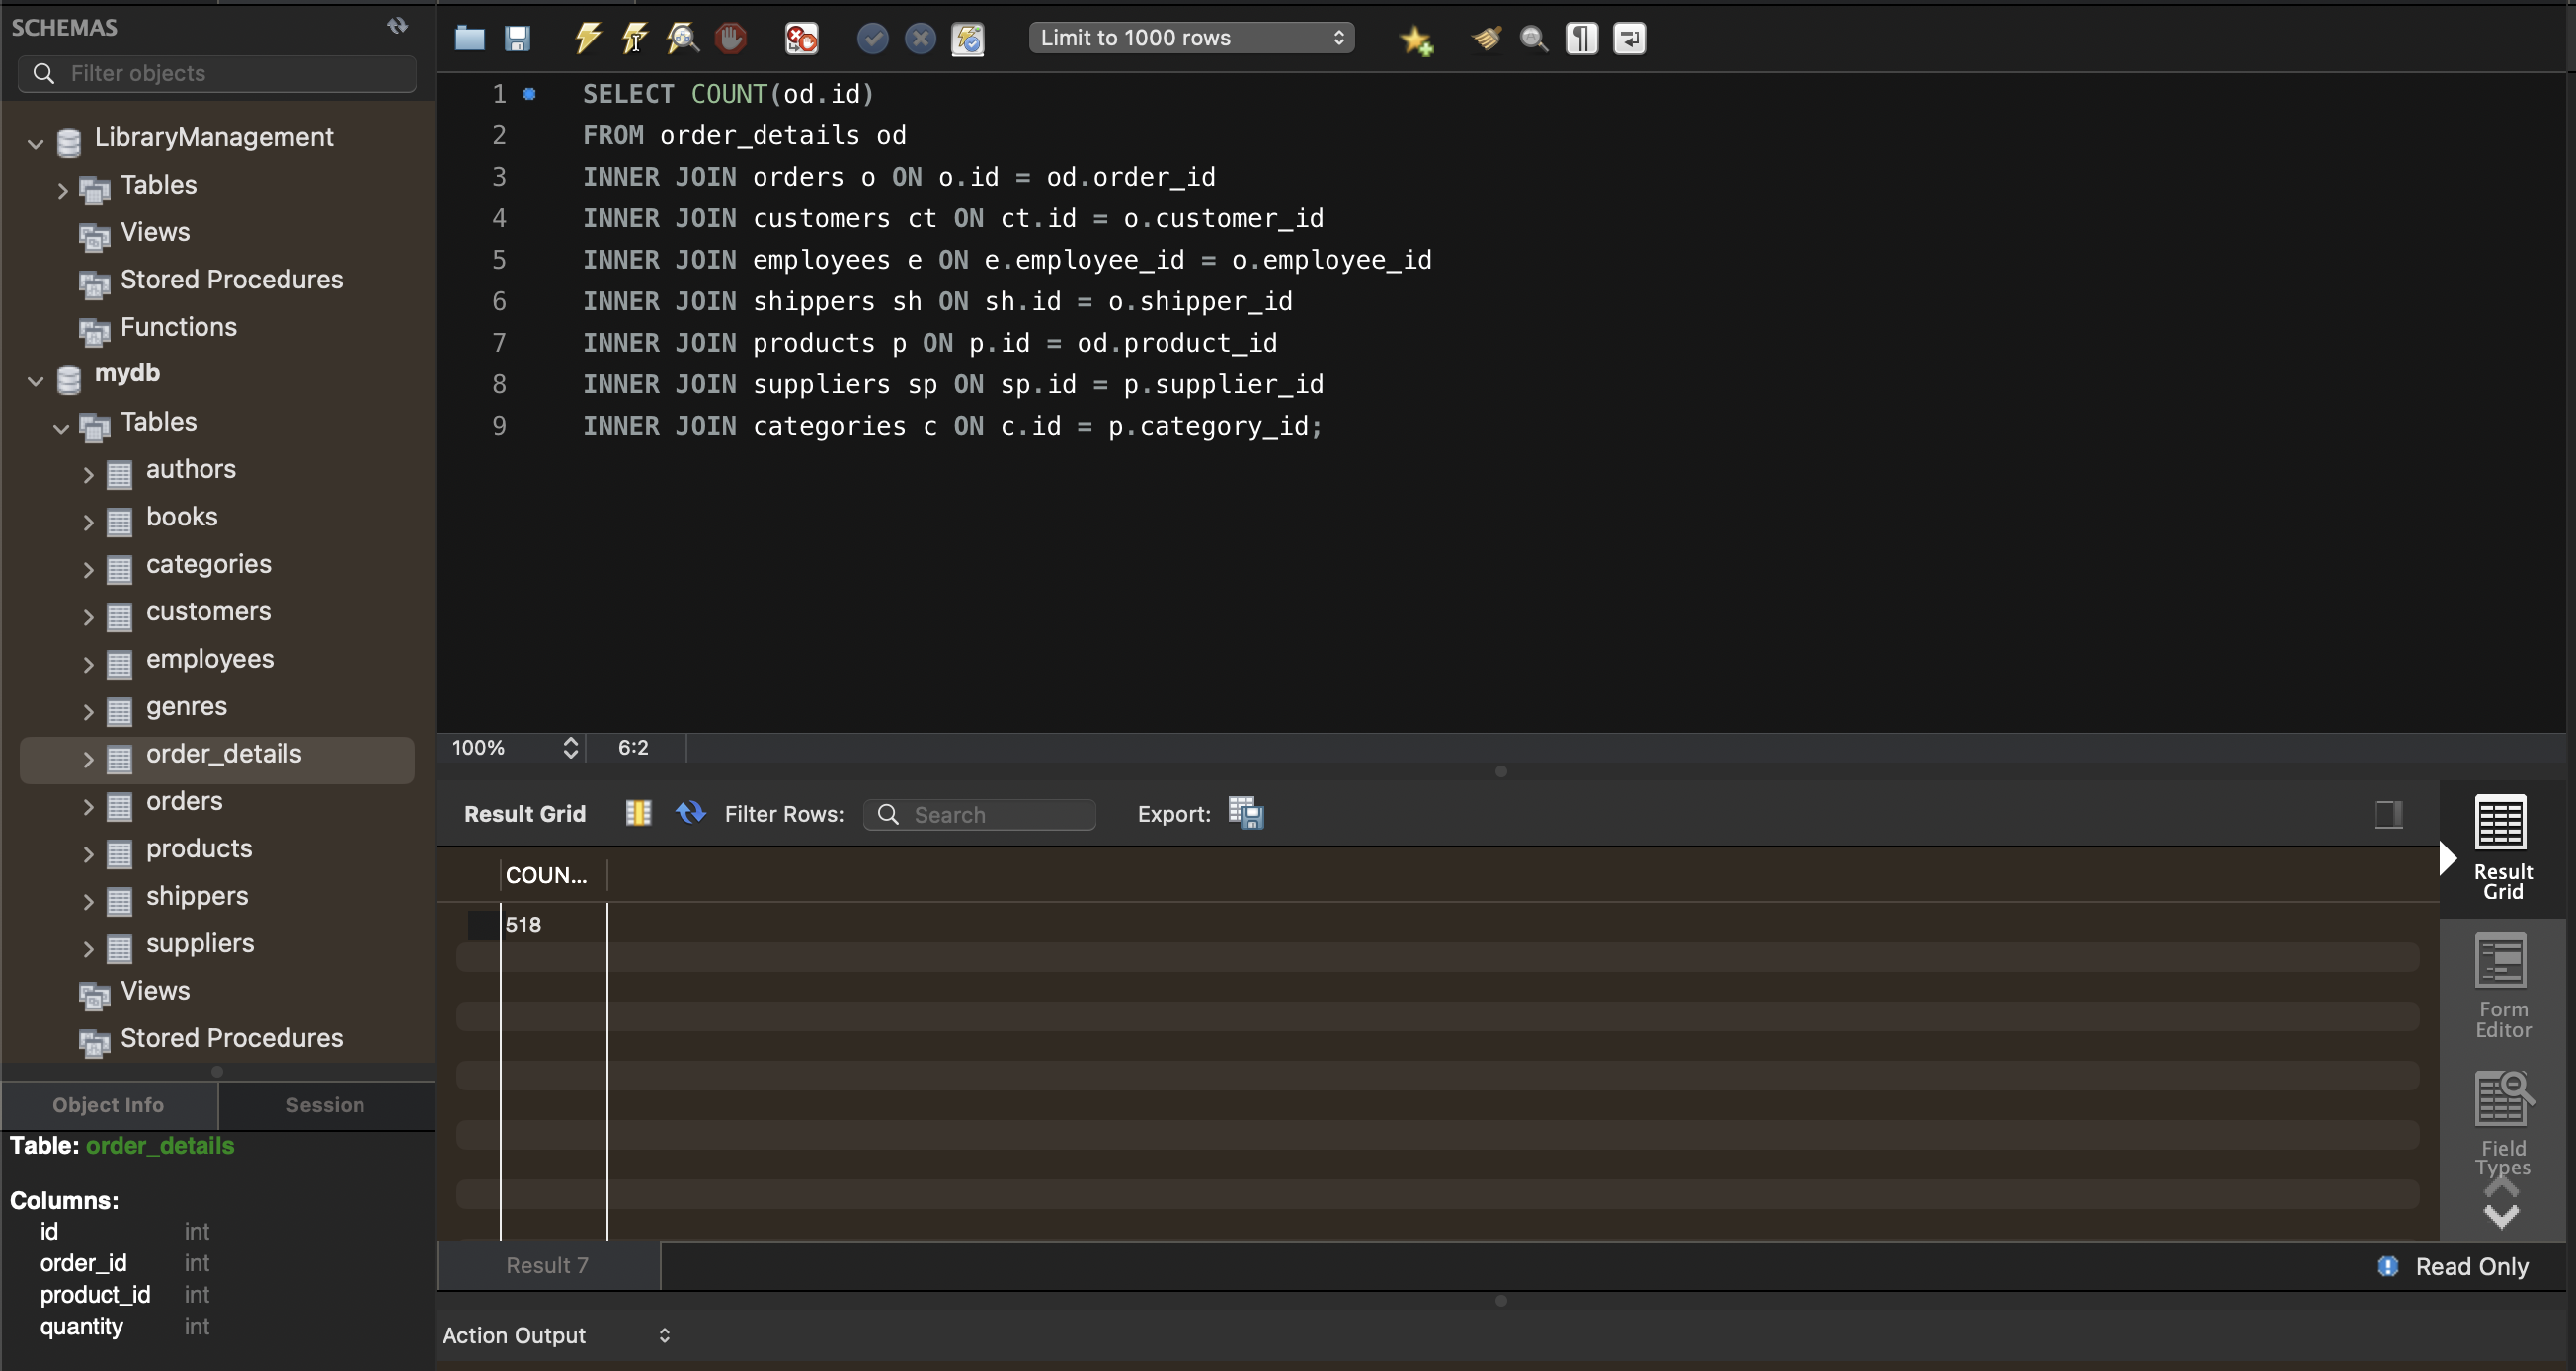 SCHEMAS
Filter objects
LibraryManagement
Tables
Views
Stored Procedures
Functions
mydb
Tables
authors
books
categories
customers
employees
genres
order_details
orders
products
shippers
suppliers
Views
Stored Procedures
Object Info Session
Table: order_details
Columns:
id int
order_id int
product_id int
quantity int
Limit to 1000 rows
1 SELECT COUNT(od.id)
2 FROM order_details od
3 INNER JOIN orders o ON o.id = od.order_id
4 INNER JOIN customers ct ON ct.id = o.customer_id
5 INNER JOIN employees e ON e.employee_id = o.employee_id
6 INNER JOIN shippers sh ON sh.id = o.shipper_id
7 INNER JOIN products p ON p.id = od.product_id
8 INNER JOIN suppliers sp ON sp.id = p.supplier_id
9 INNER JOIN categories c ON c.id = p.category_id;
100% 6:2
Result Grid Filter Rows: Search Export:
COUN...
518
Result
Grid
Form
Editor
Field
Types
Result 7 Read Only
Action Output